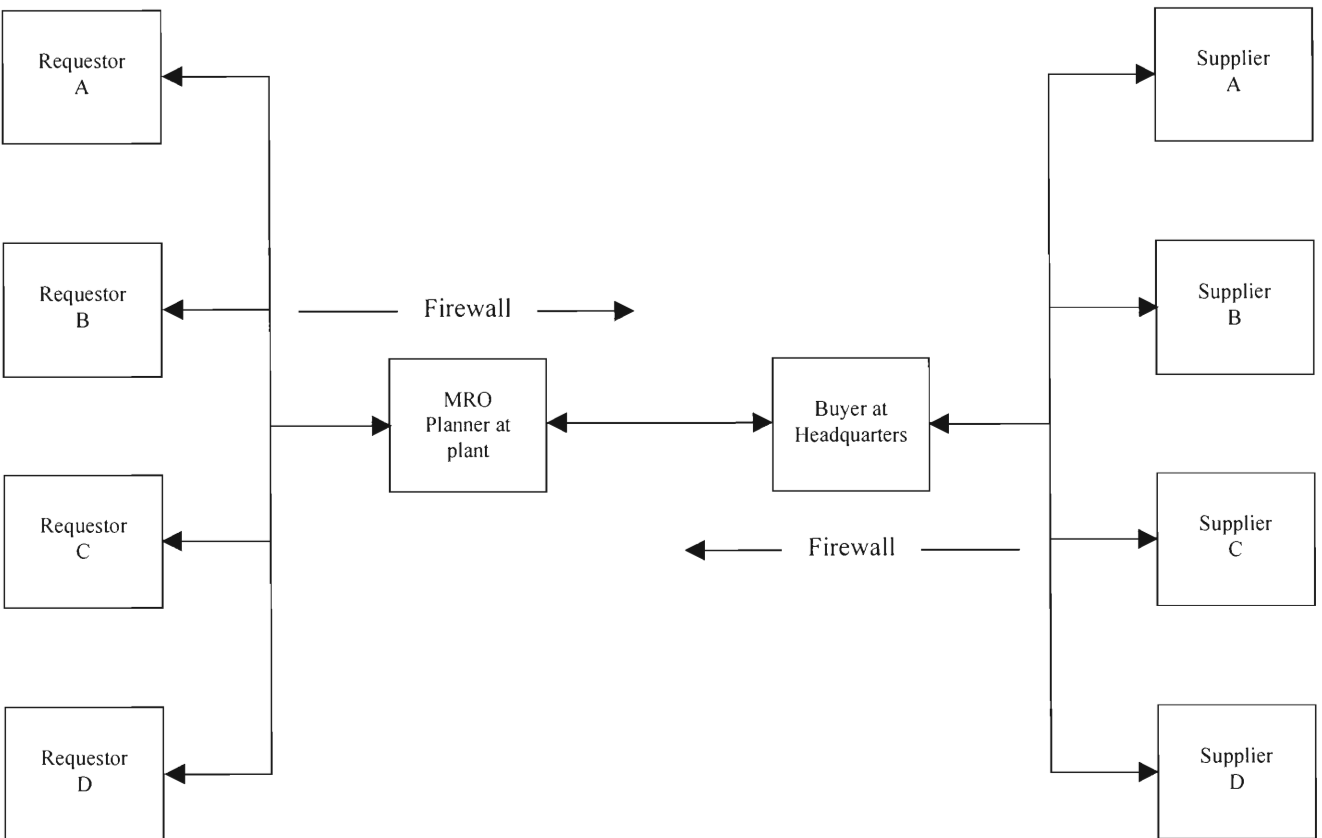 Requestor
A
Supplier
A
Requestor
B
Firewall
Supplier
B
MRO
Planner at
plant
Buyer at
Headquarters
Requestor
C
Firewall
Supplier
C
Requestor
D
Supplier
D